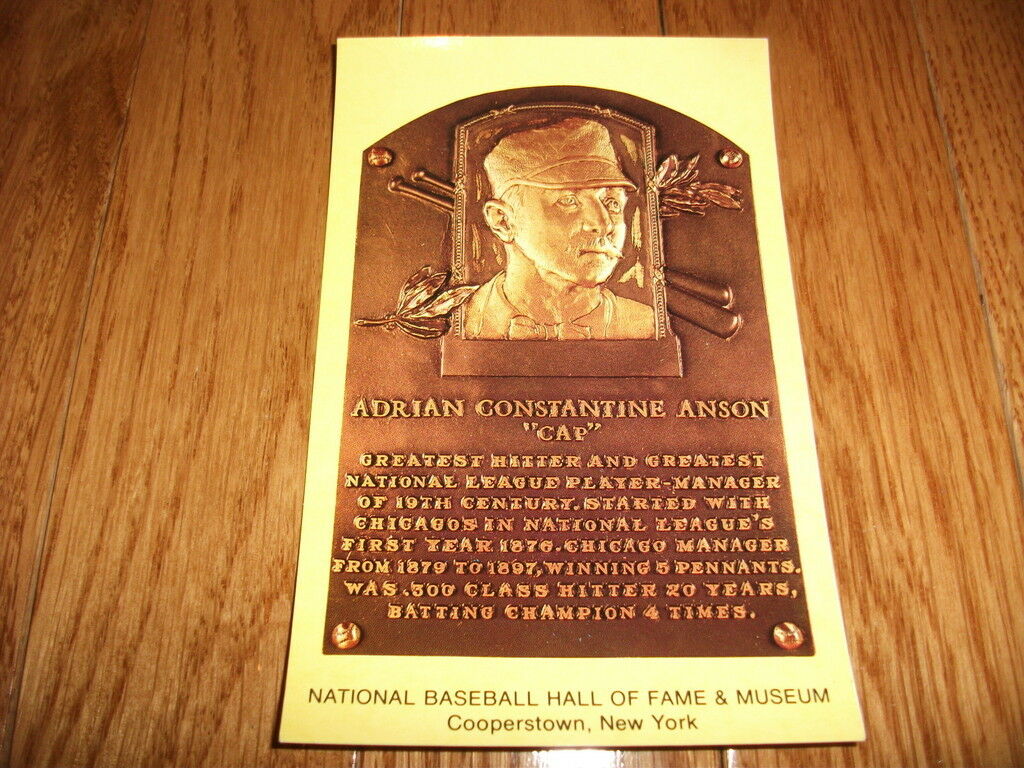 ADRIAN CONSTANTINE ANSON
"CAP"
GREATEST HITTER AND GREATEST
NATIONAL LEAGUE PLAYER-MANAGER
OF 19TH CENTURY. STARTED WITH
CHICAGOS IN NATIONAL LEAGUE'S
FIRST YEAR 1876. CHICAGO MANAGER
FROM 1879 TO 1897, WINNING 5 PENNANTS.
WAS .300 CLASS HITTER 20 YEARS,
BATTING CHAMPION 4 TIMES.
NATIONAL BASEBALL HALL OF FAME & MUSEUM
Cooperstown, New York